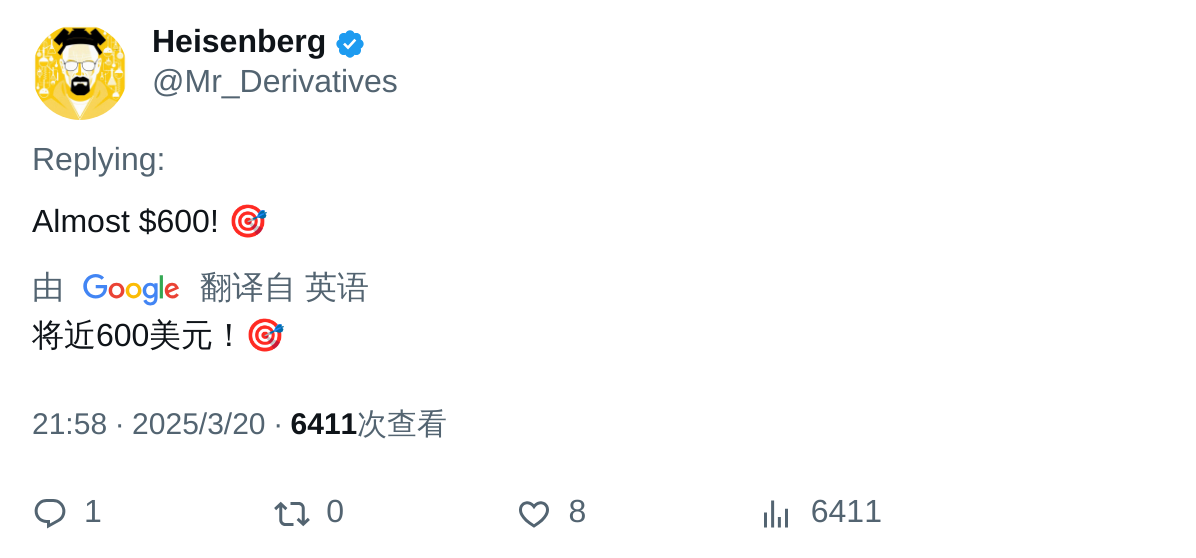 Heisenberg
@Mr_Derivatives
Replying:
Almost $600! 🎯
由 Google 翻译自 英语
将近600美元！🎯
21:58 · 2025/3/20 · 6411次查看
1 0 8 6411